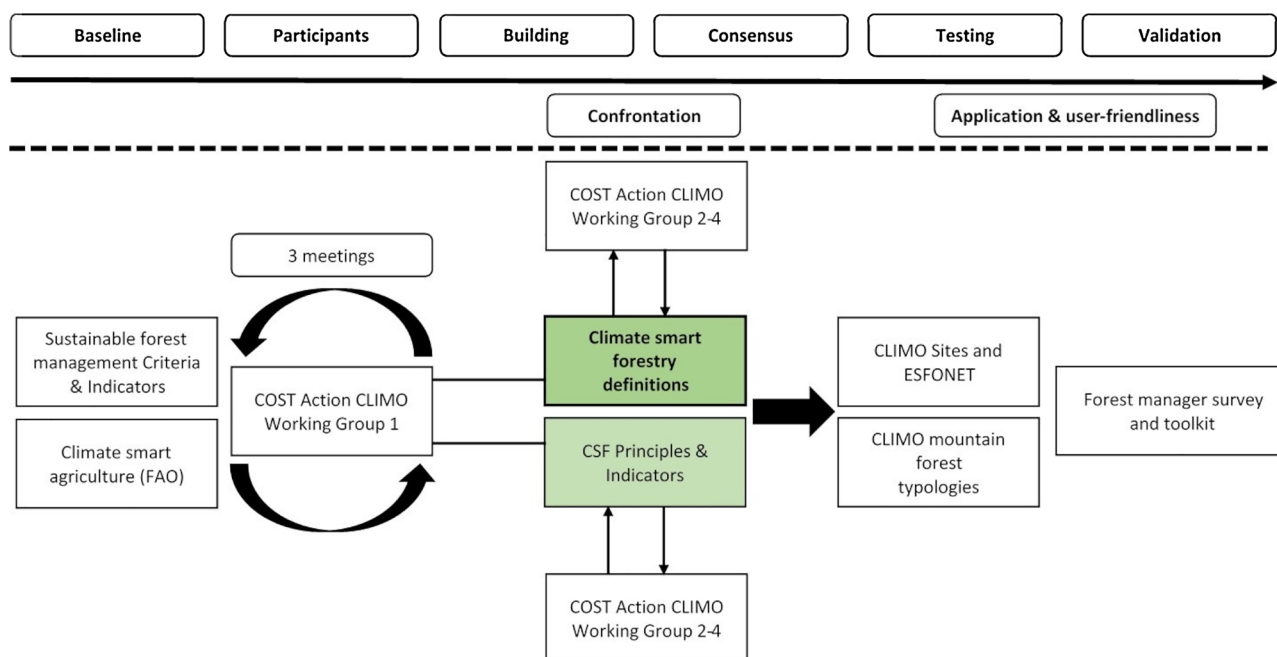 Baseline
Participants
Building
Consensus
Testing
Validation
Confrontation
Application & user-friendliness
COST Action CLIMO
Working Group 2-4
3 meetings
Sustainable forest
management Criteria
& Indicators
Climate smart
agriculture (FAO)
COST Action CLIMO
Working Group 1
Climate smart
forestry
definitions
CSF Principles &
Indicators
COST Action CLIMO
Working Group 2-4
CLIMO Sites and
ESFONET
CLIMO mountain
forest
typologies
Forest manager survey
and toolkit